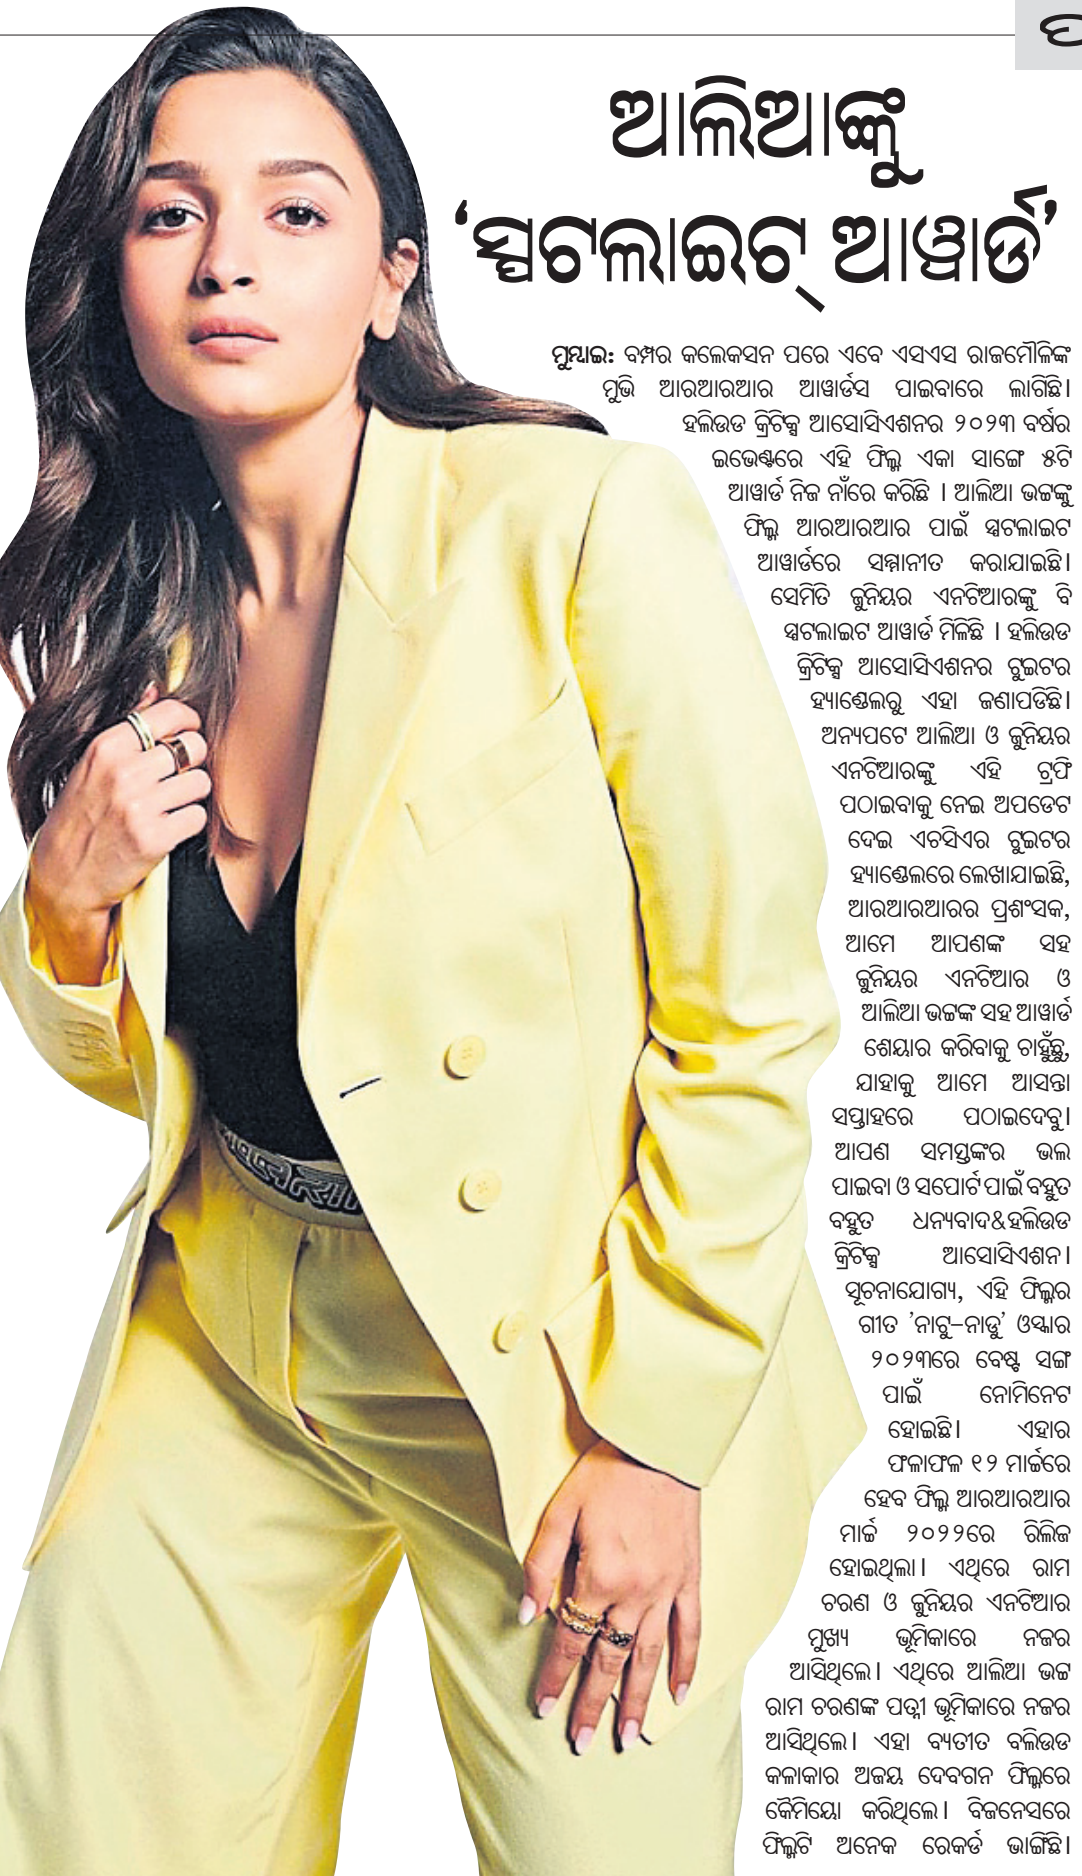 ଆଲିଆଙ୍କୁ
‘ସ୍ପଟଲାଇଟ୍ ଆୱାର୍ଡ’
ମୁମ୍ବାଇ: ବମ୍ପର କଲେକସନ ପରେ ଏବେ ଏସଏସ ରାଜମୌଳିଙ୍କ
ମୁଭି ଆରଆରଆର ଆୱାର୍ଡସ ପାଇବାରେ ଲାଗିଛି।
ହଲିଉଡ କ୍ରିଟିକ୍ସ ଆସୋସିଏଶନର ୨୦୨୩ ବର୍ଷର
ଇଭେଣ୍ଟରେ ଏହି ଫିଲ୍ମ ଏକା ସାଙ୍ଗେ ୫ଟି
ଆୱାର୍ଡ ନିଜ ନାଁରେ କରିଛି । ଆଲିଆ ଭଟ୍ଟଙ୍କୁ
ଫିଲ୍ମ ଆରଆରଆର ପାଇଁ ସ୍ପଟଲାଇଟ
ଆୱାର୍ଡରେ ସମ୍ମାନୀତ କରାଯାଇଛି।
ସେମିତି ଜୁନିୟର ଏନଟିଆରଙ୍କୁ ବି
ସ୍ପଟଲାଇଟ ଆୱାର୍ଡ ମିଳିଛି । ହଲିଉଡ
କ୍ରିଟିକ୍ସ ଆସୋସିଏଶନର ଟୁଇଟର
ହ୍ୟାଣ୍ଡେଲରୁ ଏହା ଜଣାପଡିଛି।
ଅନ୍ୟପଟେ ଆଲିଆ ଓ ଜୁନିୟର
ଏନଟିଆରଙ୍କୁ ଏହି ଟ୍ରଫି
ପଠାଇବାକୁ ନେଇ ଅପଡେଟ
ଦେଇ ଏଚସିଏର ଟୁଇଟର
ହ୍ୟାଣ୍ଡେଲରେ ଲେଖାଯାଇଛି,
ଆରଆରଆରର ପ୍ରଶଂସକ,
ଆମେ ଆପଣଙ୍କ ସହ
ଜୁନିୟର ଏନଟିଆର ଓ
ଆଲିଆ ଭଟ୍ଟଙ୍କ ସହ ଆୱାର୍ଡ
ଶେୟାର କରିବାକୁ ଚାହୁଁଛୁ,
ଯାହାକୁ ଆମେ ଆସନ୍ତା
ସପ୍ତାହରେ ପଠାଇଦେବୁ।
ଆପଣ ସମସ୍ତଙ୍କର ଭଲ
ପାଇବା ଓ ସପୋର୍ଟ ପାଇଁ ବହୁତ
ବହୁତ ଧନ୍ୟବାଦ&ହଲିଉଡ
କ୍ରିଟିକ୍ସ ଆସୋସିଏଶନ।
ସୂଚନାଯୋଗ୍ୟ, ଏହି ଫିଲ୍ମର
ଗୀତ ’ନାଟୁ-ନାଟୁ’ ଓସ୍କାର
୨୦୨୩ରେ ବେଷ୍ଟ ସଙ୍ଗ
ପାଇଁ ନୋମିନେଟ
ହୋଇଛି। ଏହାର
ଫଳାଫଳ ୧୨ ମାର୍ଚ୍ଚରେ
ହେବ ଫିଲ୍ମ ଆରଆରଆର
ମାର୍ଚ୍ଚ ୨୦୨୨ରେ ରିଲିଜ
ହୋଇଥିଲା। ଏଥିରେ ରାମ
ଚରଣ ଓ ଜୁନିୟର ଏନଟିଆର
ମୁଖ୍ୟ ଭୂମିକାରେ ନଜର
ଆସିଥିଲେ। ଏଥିରେ ଆଲିଆ ଭଟ୍ଟ
ରାମ ଚରଣଙ୍କ ପତ୍ନୀ ଭୂମିକାରେ ନଜର
ଆସିଥିଲେ। ଏହା ବ୍ୟତୀତ ବଲିଉଡ
କଳାକାର ଅଜୟ ଦେବଗନ ଫିଲ୍ମରେ
କୈମିୟୋ କରିଥିଲେ। ବିଜନେସରେ
ଫିଲ୍ମଟି ଅନେକ ରେକର୍ଡ ଭାଙ୍ଗିଛି।